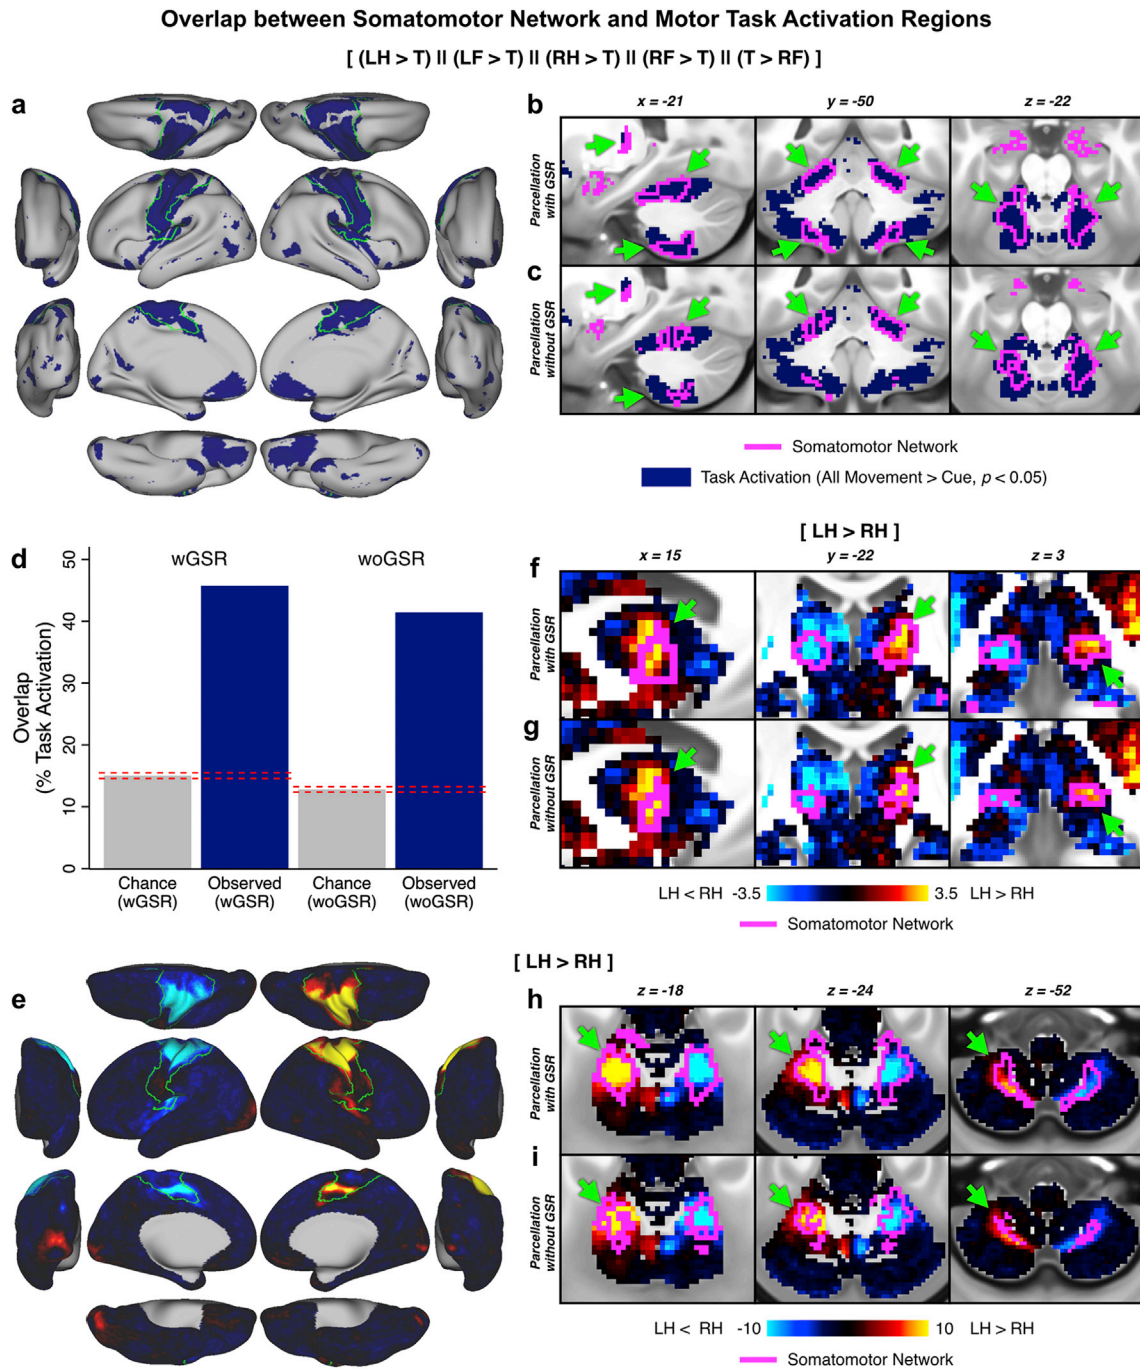 Overlap between Somatomotor Network and Motor Task Activation Regions
[ (LH > T) || (LF > T) || (RH > T) || (RF > T) || (T > RF) ]
a
b
x = -21
y = -50
z = -22
Parcellation
with GSR
c
Parcellation
without GSR
Somatomotor Network
Task Activation (All Movement > Cue, p < 0.05)
d
wGSR
woGSR
Overlap
(% Task Activation)
50
40
30
20
10
0
Chance
(wGSR)
Observed
(wGSR)
Chance
(woGSR)
Observed
(woGSR)
[ LH > RH ]
x = 15
y = -22
z = 3
f
Parcellation
with GSR
g
Parcellation
without GSR
LH < RH -3.5 3.5 LH > RH
Somatomotor Network
e
[ LH > RH ]
z = -18
z = -24
z = -52
h
Parcellation
with GSR
i
Parcellation
without GSR
LH < RH -10 10 LH > RH
Somatomotor Network